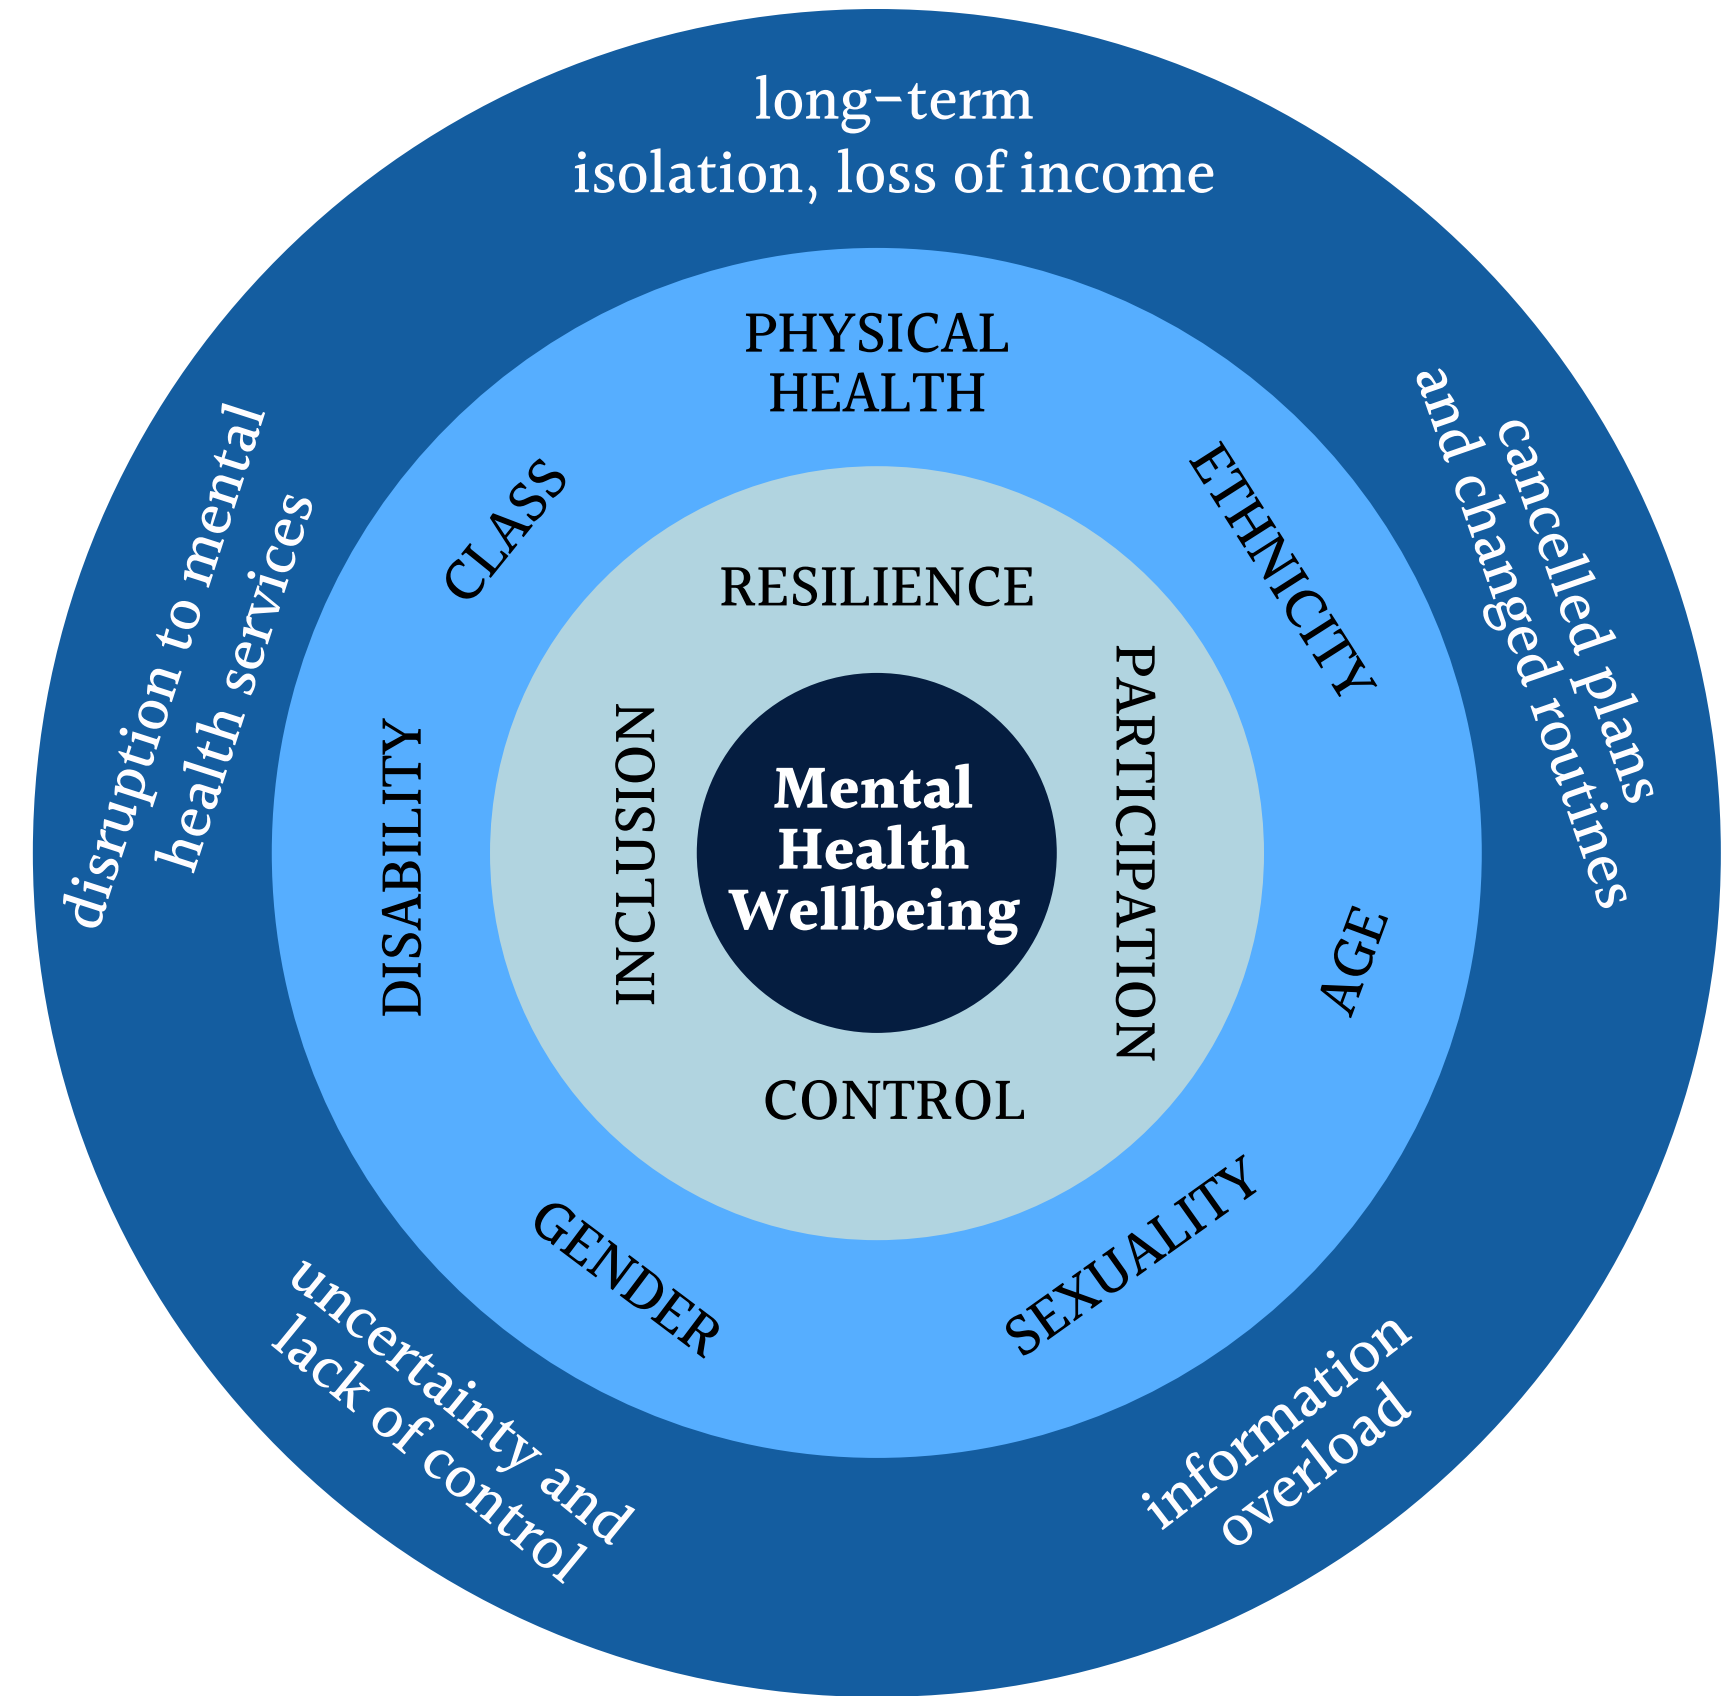 long-term
isolation, loss of income
cancelled plans
and changed routines
information
overload
uncertainty and
lack of control
disruption to mental
health services
PHYSICAL
HEALTH
ETHNICITY
AGE
SEXUALITY
GENDER
DISABILITY
CLASS
RESILIENCE
PARTICIPATION
CONTROL
INCLUSION
Mental
Health
Wellbeing